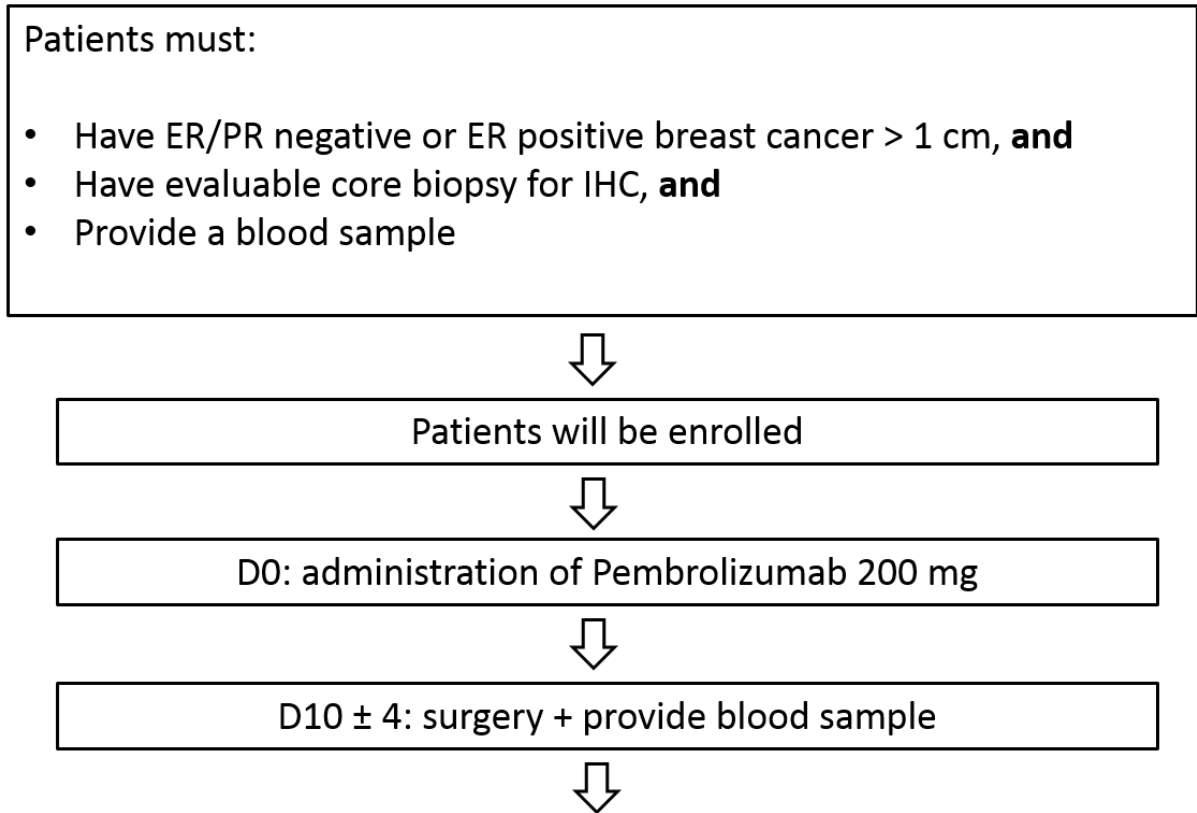 Patients must:
• Have ER/PR negative or ER positive breast cancer > 1 cm, and
• Have evaluable core biopsy for IHC, and
• Provide a blood sample
Patients will be enrolled
D0: administration of Pembrolizumab 200 mg
D10 ± 4: surgery + provide blood sample